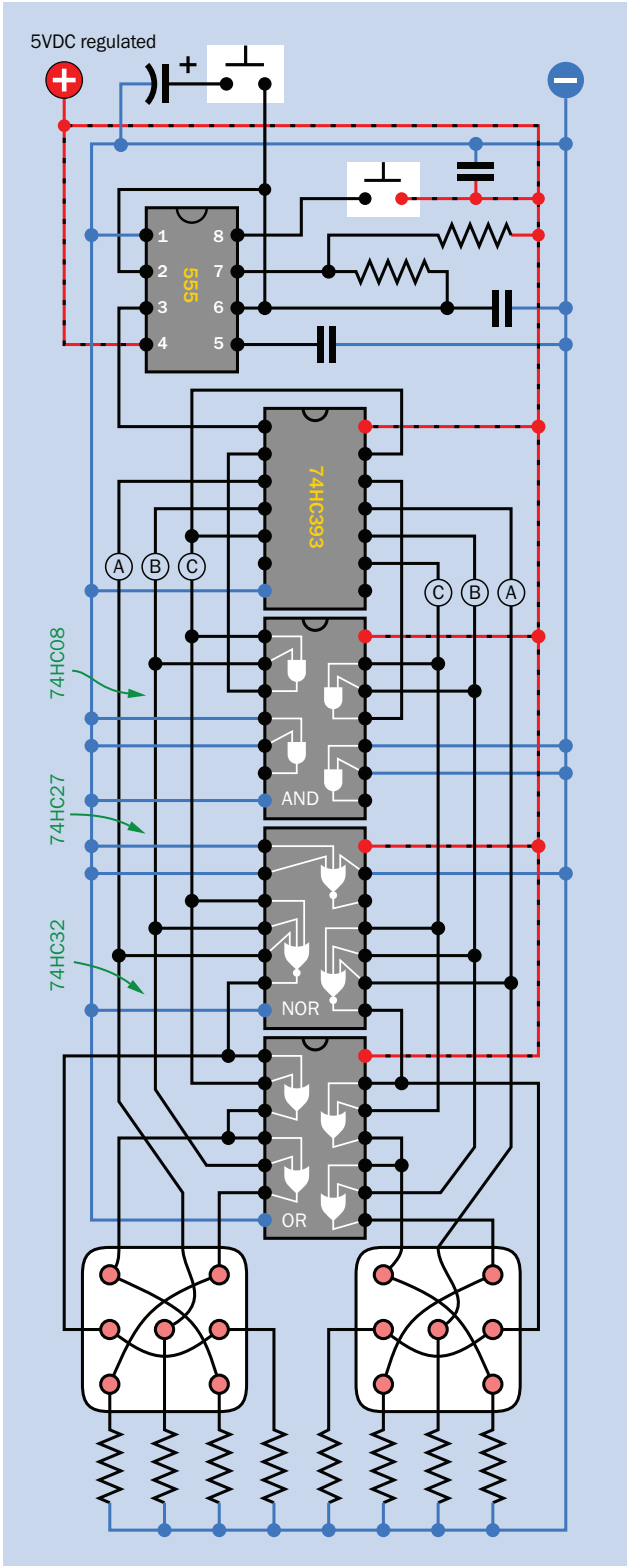 5VDC regulated
+
+
−
1 8
2 7
3 6
4 5
555
74HC393
A B C
C B A
74HC08
AND
74HC27
NOR
74HC32
OR